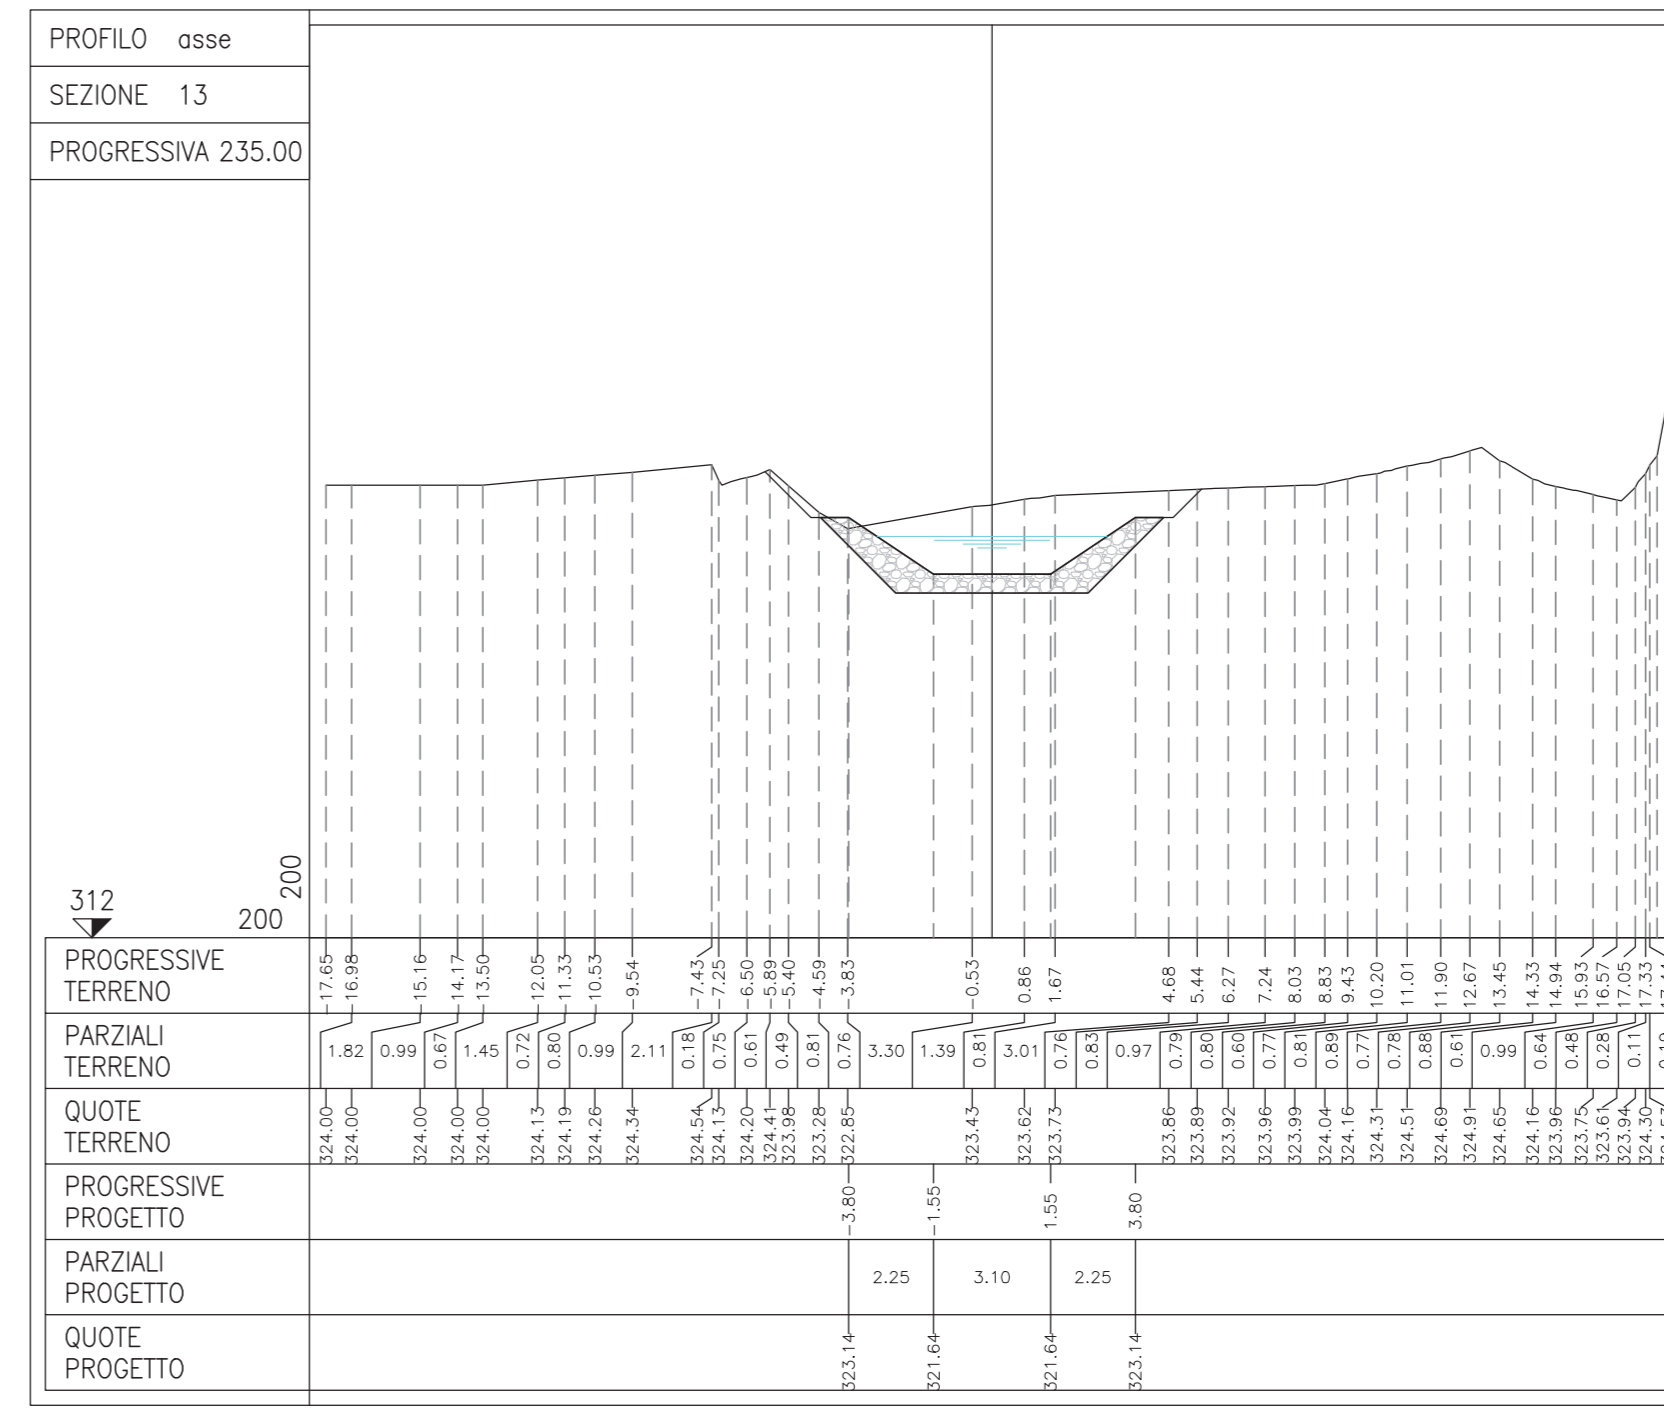 PROFILO asse
SEZIONE 13
PROGRESSIVA 235.00
200
312
200
PROGRESSIVE
TERRENO
-17.65 -16.98 -15.16 -14.17 -13.50 -12.05 -11.33 -10.53 -9.54 -7.43 -7.25 -6.50 -5.89 -5.40 -4.59 -3.83 -0.53 0.86 1.67 4.68 5.44 6.27 7.24 8.03 8.83 9.43 10.20 11.01 11.90 12.67 13.45 14.33 14.94 15.93 16.57 17.05 17.33
PARZIALI
TERRENO
1.82 0.99 0.67 1.45 0.72 0.80 0.99 2.11 0.18 0.75 0.61 0.49 0.81 0.76 3.30 1.39 0.81 3.01 0.76 0.83 0.97 0.79 0.80 0.60 0.77 0.81 0.89 0.77 0.78 0.88 0.61 0.99 0.64 0.48 0.28 0.11
QUOTE
TERRENO
324.00 324.00 324.00 324.00 324.00 324.13 324.19 324.26 324.34 324.54 324.13 324.20 324.41 323.98 323.28 322.85 323.43 323.62 323.73 323.86 323.89 323.92 323.96 323.99 324.04 324.16 324.31 324.51 324.69 324.91 324.65 324.16 323.96 323.75 323.61 323.94 324.30
PROGRESSIVE
PROGETTO
-3.80 -1.55 1.55 3.80
PARZIALI
PROGETTO
2.25 3.10 2.25
QUOTE
PROGETTO
323.14 321.64 321.64 323.14